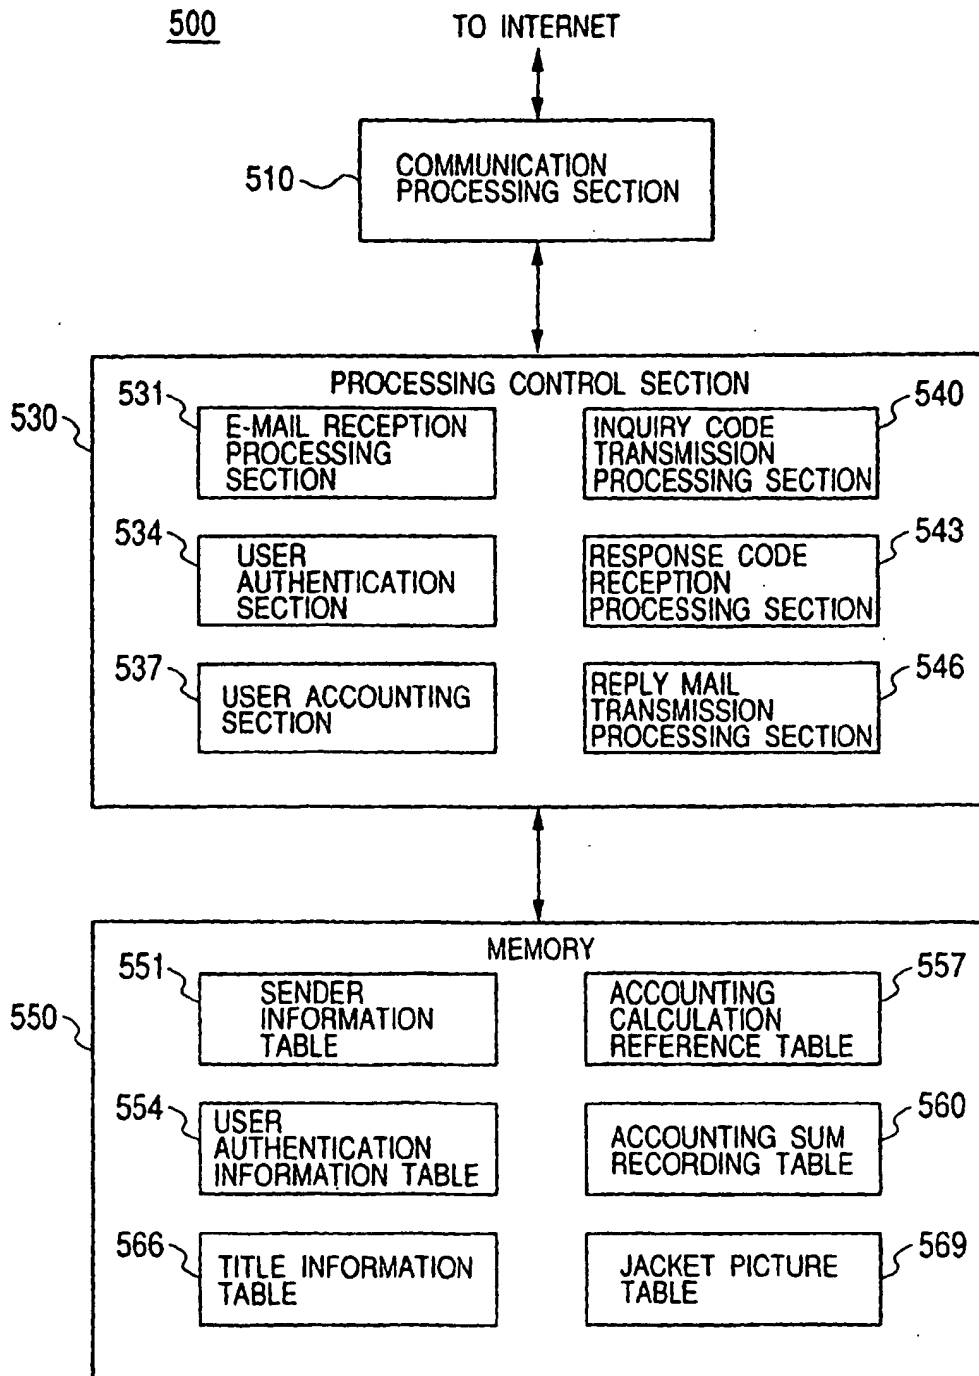 500
TO INTERNET
510
COMMUNICATION
PROCESSING SECTION
530
PROCESSING CONTROL SECTION
531
E-MAIL RECEPTION
PROCESSING
SECTION
540
INQUIRY CODE
TRANSMISSION
PROCESSING SECTION
534
USER
AUTHENTICATION
SECTION
543
RESPONSE CODE
RECEPTION
PROCESSING SECTION
537
USER ACCOUNTING
SECTION
546
REPLY MAIL
TRANSMISSION
PROCESSING SECTION
550
MEMORY
551
SENDER
INFORMATION
TABLE
557
ACCOUNTING
CALCULATION
REFERENCE TABLE
554
USER
AUTHENTICATION
INFORMATION TABLE
560
ACCOUNTING SUM
RECORDING TABLE
566
TITLE INFORMATION
TABLE
569
JACKET PICTURE
TABLE